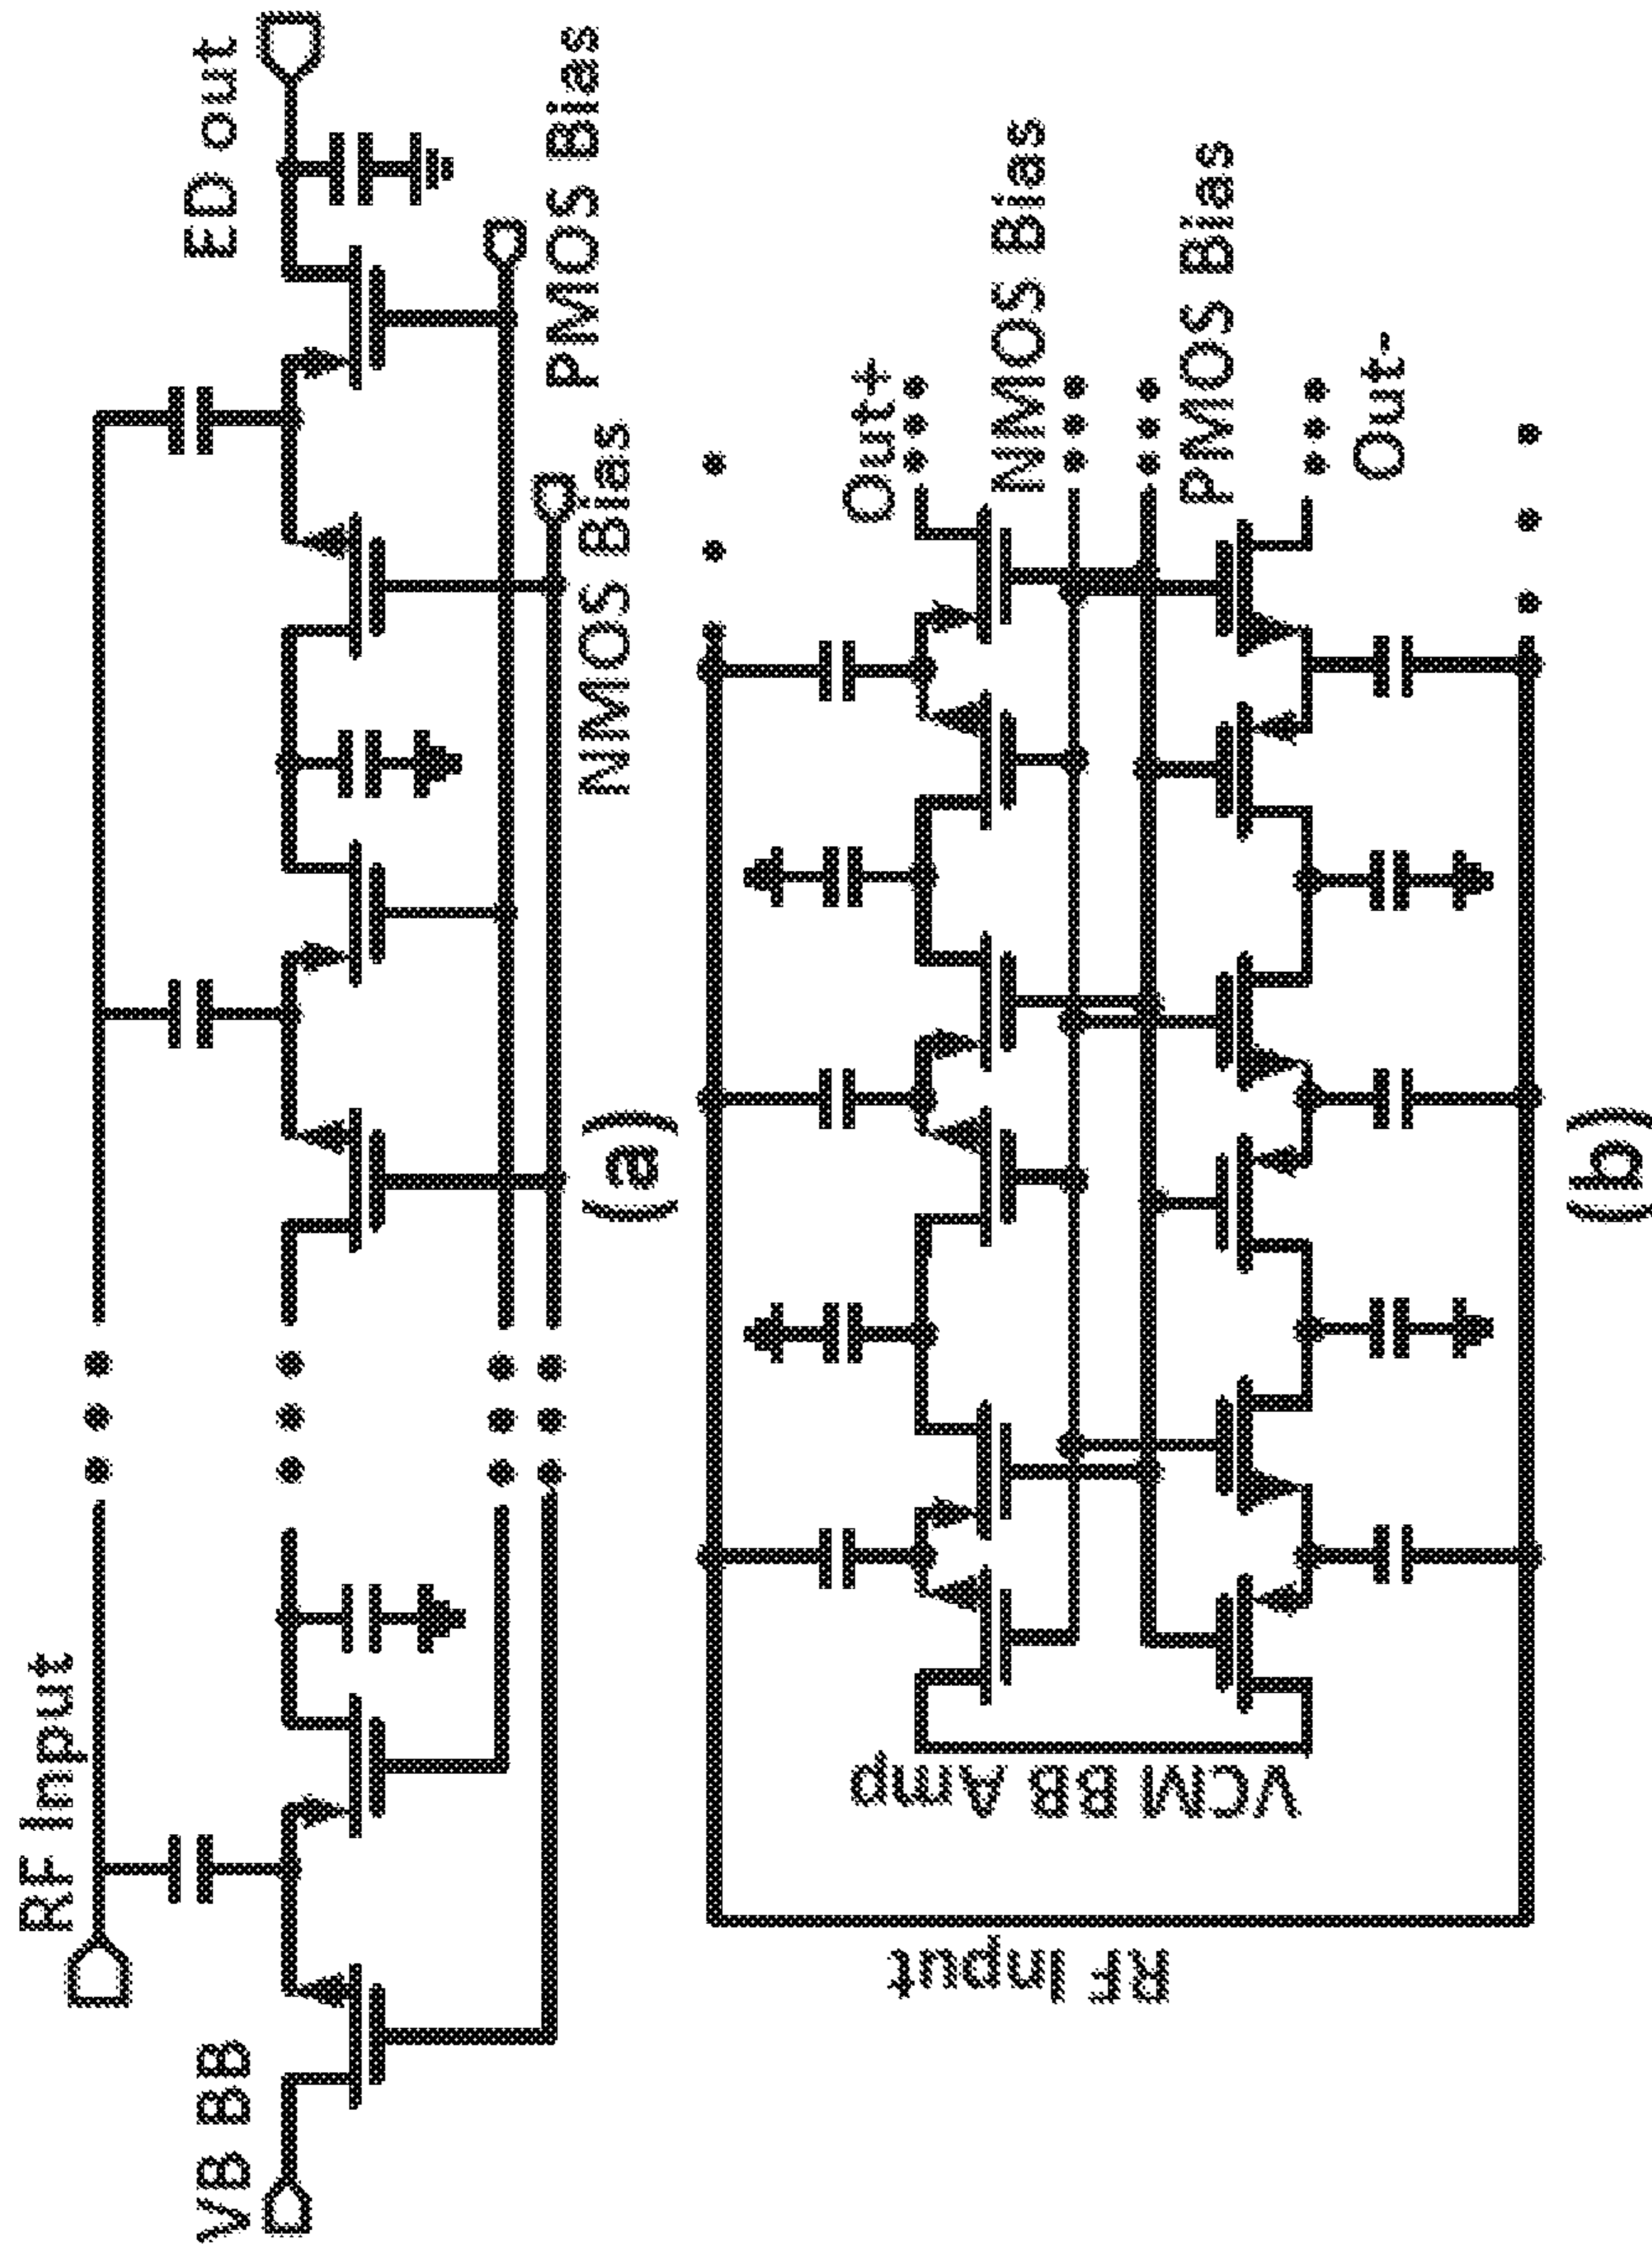 RF Input
VB BB
ED out
PMOS Bias
NMOS Bias
(a)
RF Input
VCM BB Amp
Out+
NMOS Bias
PMOS Bias
Out-
(b)